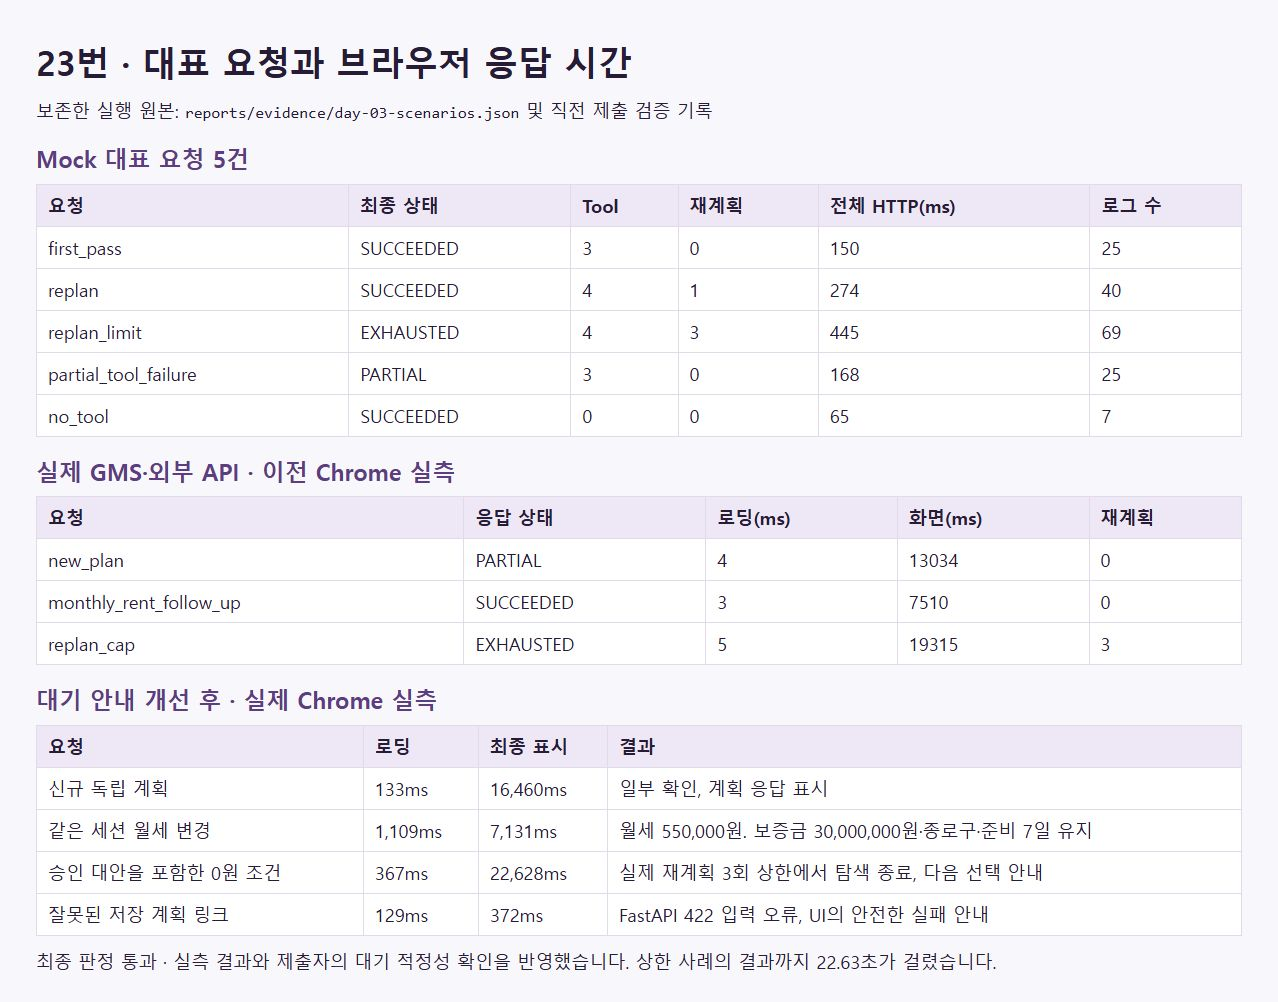 23번 · 대표 요청과 브라우저 응답 시간
보존한 실행 원본: reports/evidence/day-03-scenarios.json 및 직전 제출 검증 기록
Mock 대표 요청 5건
요청 최종 상태 Tool 재계획 전체 HTTP(ms) 로그 수
first_pass SUCCEEDED 3 0 150 25
replan SUCCEEDED 4 1 274 40
replan_limit EXHAUSTED 4 3 445 69
partial_tool_failure PARTIAL 3 0 168 25
no_tool SUCCEEDED 0 0 65 7
실제 GMS·외부 API · 이전 Chrome 실측
요청 응답 상태 로딩(ms) 화면(ms) 재계획
new_plan PARTIAL 4 13034 0
monthly_rent_follow_up SUCCEEDED 3 7510 0
replan_cap EXHAUSTED 5 19315 3
대기 안내 개선 후 · 실제 Chrome 실측
요청 로딩 최종 표시 결과
신규 독립 계획 133ms 16,460ms 일부 확인, 계획 응답 표시
같은 세션 월세 변경 1,109ms 7,131ms 월세 550,000원. 보증금 30,000,000원·종로구·준비 7일 유지
승인 대안을 포함한 0원 조건 367ms 22,628ms 실제 재계획 3회 상한에서 탐색 종료, 다음 선택 안내
잘못된 저장 계획 링크 129ms 372ms FastAPI 422 입력 오류, UI의 안전한 실패 안내
최종 판정 통과 · 실측 결과와 제출자의 대기 적정성 확인을 반영했습니다. 상한 사례의 결과까지 22.63초가 걸렸습니다.